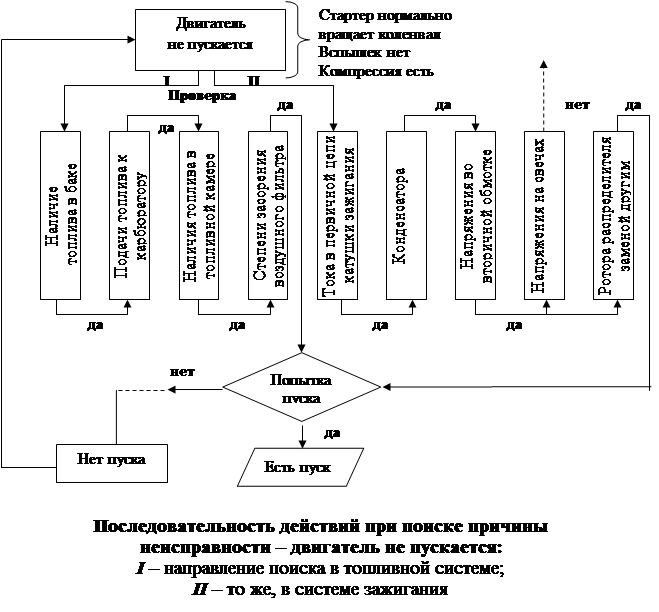 Двигатель
не пускается
Стартер нормально
вращает коленвал
Вспышек нет
Компрессия есть
I
II
Проверка
да
да
да
да
нет
да
Наличие
топлива в баке
Подачи топлива к
карбюратору
Наличия топлива в
топливной камере
Степени засорения
воздушного фильтра
Тока в первичной цепи
катушки зажигания
Конденсатора
Напряжения во
вторичной обмотке
Напряжения на свечах
Ротора распределителя
заменой другим
да
да
да
да
нет
Попытка
пуска
да
Нет пуска
Есть пуск
Последовательность действий при поиске причины
неисправности – двигатель не пускается:
I – направление поиска в топливной системе;
II – то же, в системе зажигания